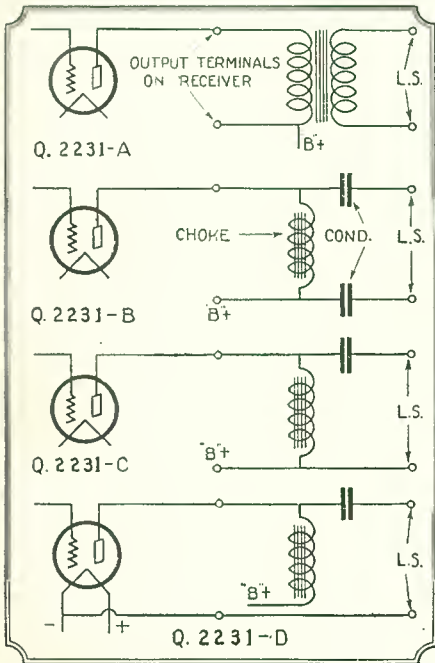 OUTPUT TERMINALS
ON RECEIVER
L.S.
"B"+
Q. 2231-A
CHOKE
COND.
L.S.
"B"+
Q. 2231-B
L.S.
"B"+
Q. 2231-C
"B"+
L.S.
- +
Q. 2231-D